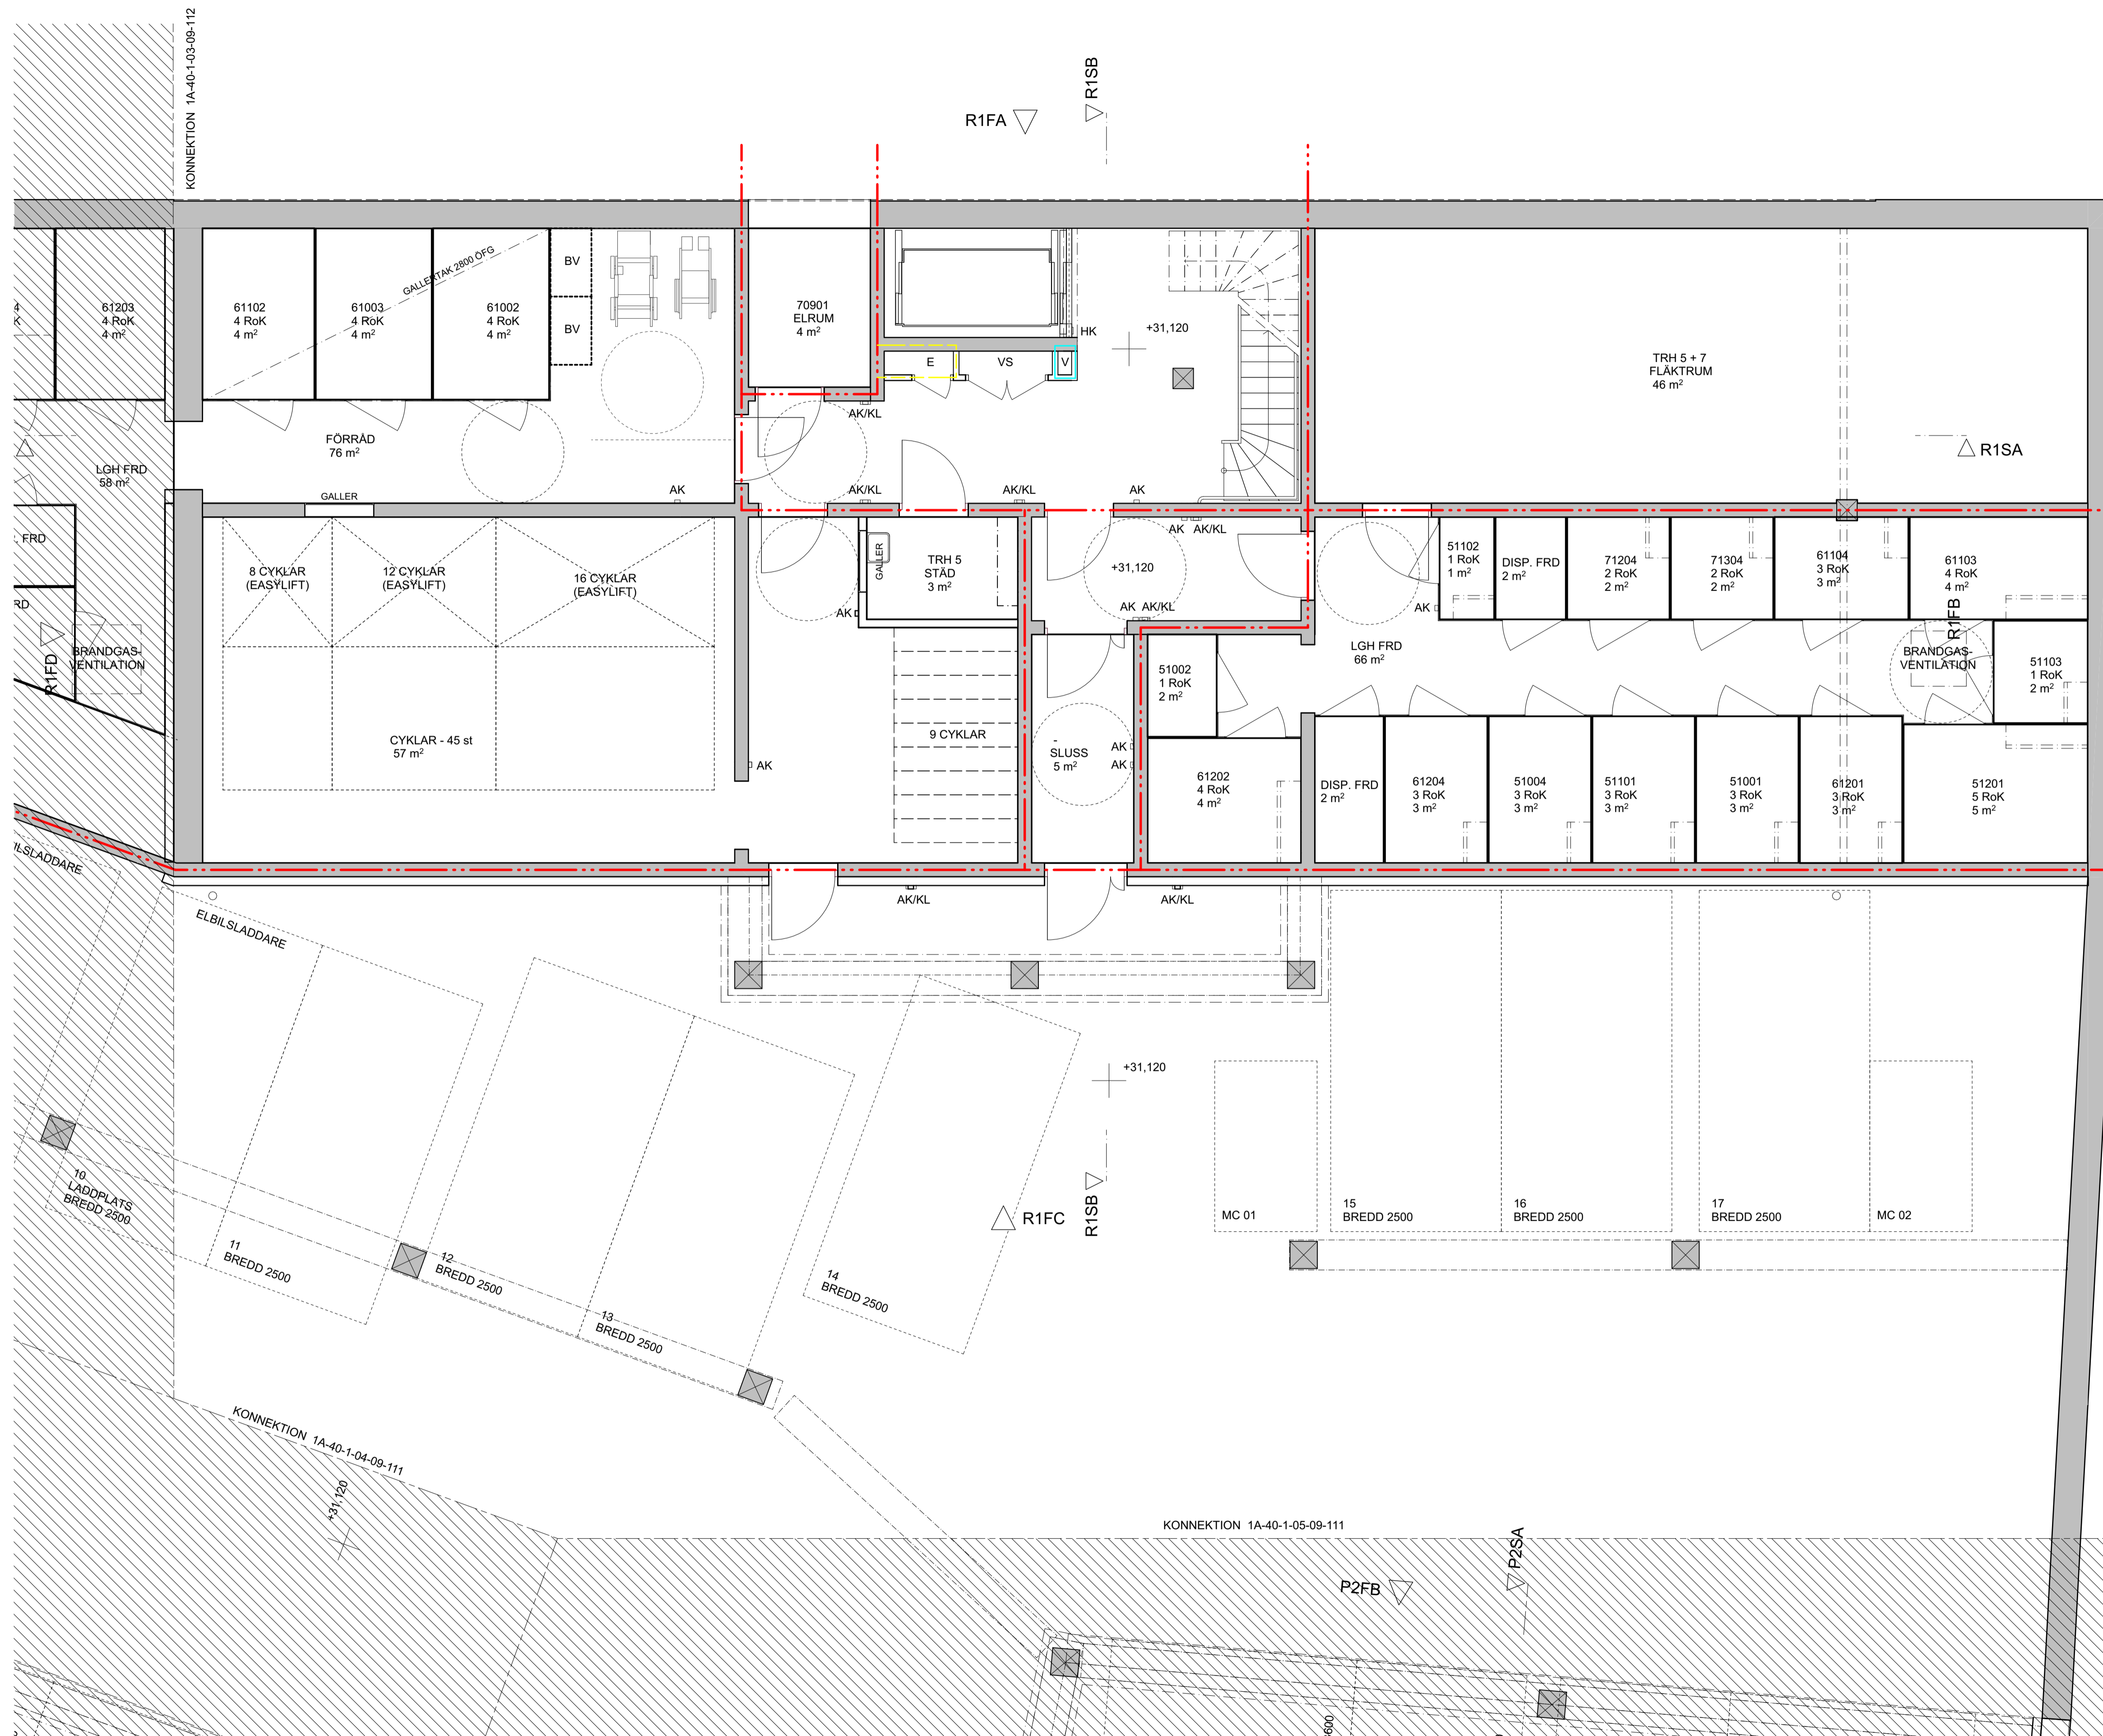 KONNEKTION 1A-40-1-03-09-112
R1FA
R1SB
61203
4 RoK
4 m²
61102
4 RoK
4 m²
61003
4 RoK
4 m²
GALLERTAK 2800 ÖFG
61002
4 RoK
4 m²
BV
BV
70901
ELRUM
4 m²
HK
+31,120
E
VS
V
TRH 5 + 7
FLÄKTRUM
46 m²
AK/KL
FÖRRÅD
76 m²
LGH FRD
58 m²
R1SA
GALLER
AK
AK/KL
AK/KL
AK
AK
AK/KL
. FRD
RD
8 CYKLAR
(EASYLIFT)
12 CYKLAR
(EASYLIFT)
16 CYKLAR
(EASYLIFT)
GALLER
TRH 5
STÄD
3 m²
+31,120
51102
1 RoK
1 m²
DISP. FRD
2 m²
71204
2 RoK
2 m²
71304
2 RoK
2 m²
61104
3 RoK
3 m²
61103
4 RoK
4 m²
AK
AK
AK/KL
AK
R1FD
BRANDGAS-
VENTILATION
LGH FRD
66 m²
R1FB
BRANDGAS-
VENTILATION
51103
1 RoK
2 m²
51002
1 RoK
2 m²
CYKLAR - 45 st
57 m²
AK
9 CYKLAR
-
SLUSS
5 m²
AK
AK
61202
4 RoK
4 m²
DISP. FRD
2 m²
61204
3 RoK
3 m²
51004
3 RoK
3 m²
51101
3 RoK
3 m²
51001
3 RoK
3 m²
61201
3 RoK
3 m²
51201
5 RoK
5 m²
ILSLADDARE
ELBILSLADDARE
AK/KL
AK/KL
+31,120
10
LADDPLATS
BREDD 2500
11
BREDD 2500
12
BREDD 2500
13
BREDD 2500
14
BREDD 2500
R1FC
R1SB
MC 01
15
BREDD 2500
16
BREDD 2500
17
BREDD 2500
MC 02
KONNEKTION 1A-40-1-04-09-111
+31,120
KONNEKTION 1A-40-1-05-09-111
P2FB
P2SA
600